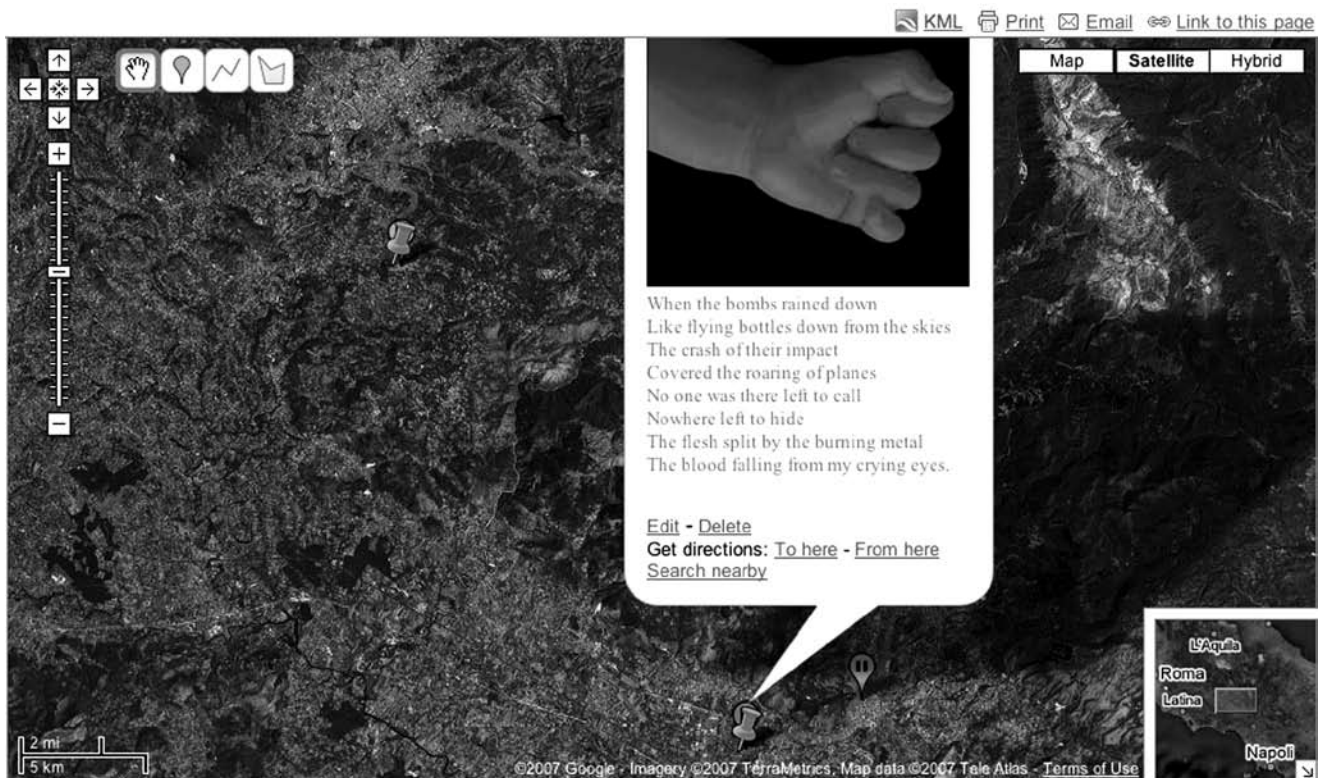 KML Print Email Link to this page
Map Satellite Hybrid
When the bombs rained down
Like flying bottles down from the skies
The crash of their impact
Covered the roaring of planes
No one was there left to call
Nowhere left to hide
The flesh split by the burning metal
The blood falling from my crying eyes.
Edit - Delete
Get directions: To here - From here
Search nearby
L'Aquila
Roma
Latina
Napoli
2 mi
5 km
©2007 Google - Imagery ©2007 TerraMetrics, Map data ©2007 Tele Atlas - Terms of Use